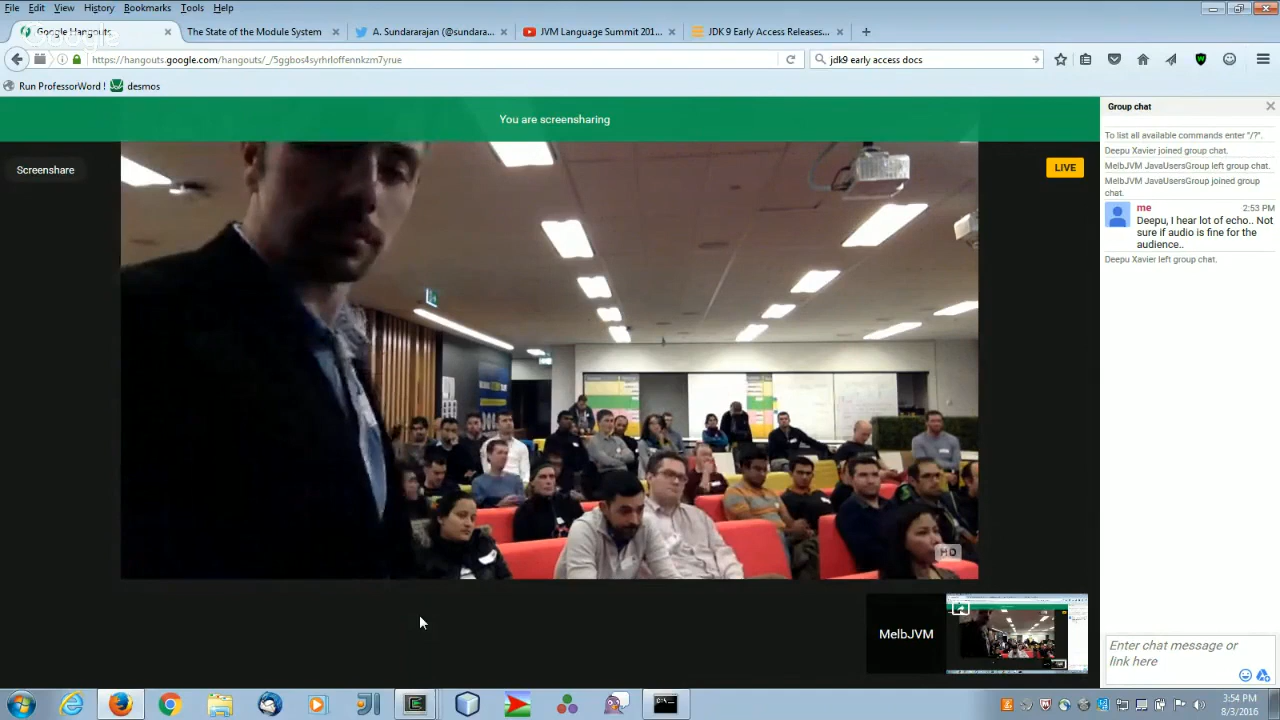 File Edit View History Bookmarks Tools Help
Google Hangouts
The State of the Module System
A. Sundararajan (@sundara...
JVM Language Summit 201...
JDK 9 Early Access Releases...
https://hangouts.google.com/hangouts/_/5ggbos4syrhrloffennkzm7yrue
jdk9 early access docs
Run ProfessorWord !
desmos
You are screensharing
Screenshare
LIVE
HD
MelbJVM
Group chat
To list all available commands enter "/?".
Deepu Xavier joined group chat.
MelbJVM JavaUsersGroup left group chat.
MelbJVM JavaUsersGroup joined group
chat.
me 2:53 PM
Deepu, I hear lot of echo.. Not
sure if audio is fine for the
audience..
Deepu Xavier left group chat.
Enter chat message or
link here
3:54 PM
8/3/2016